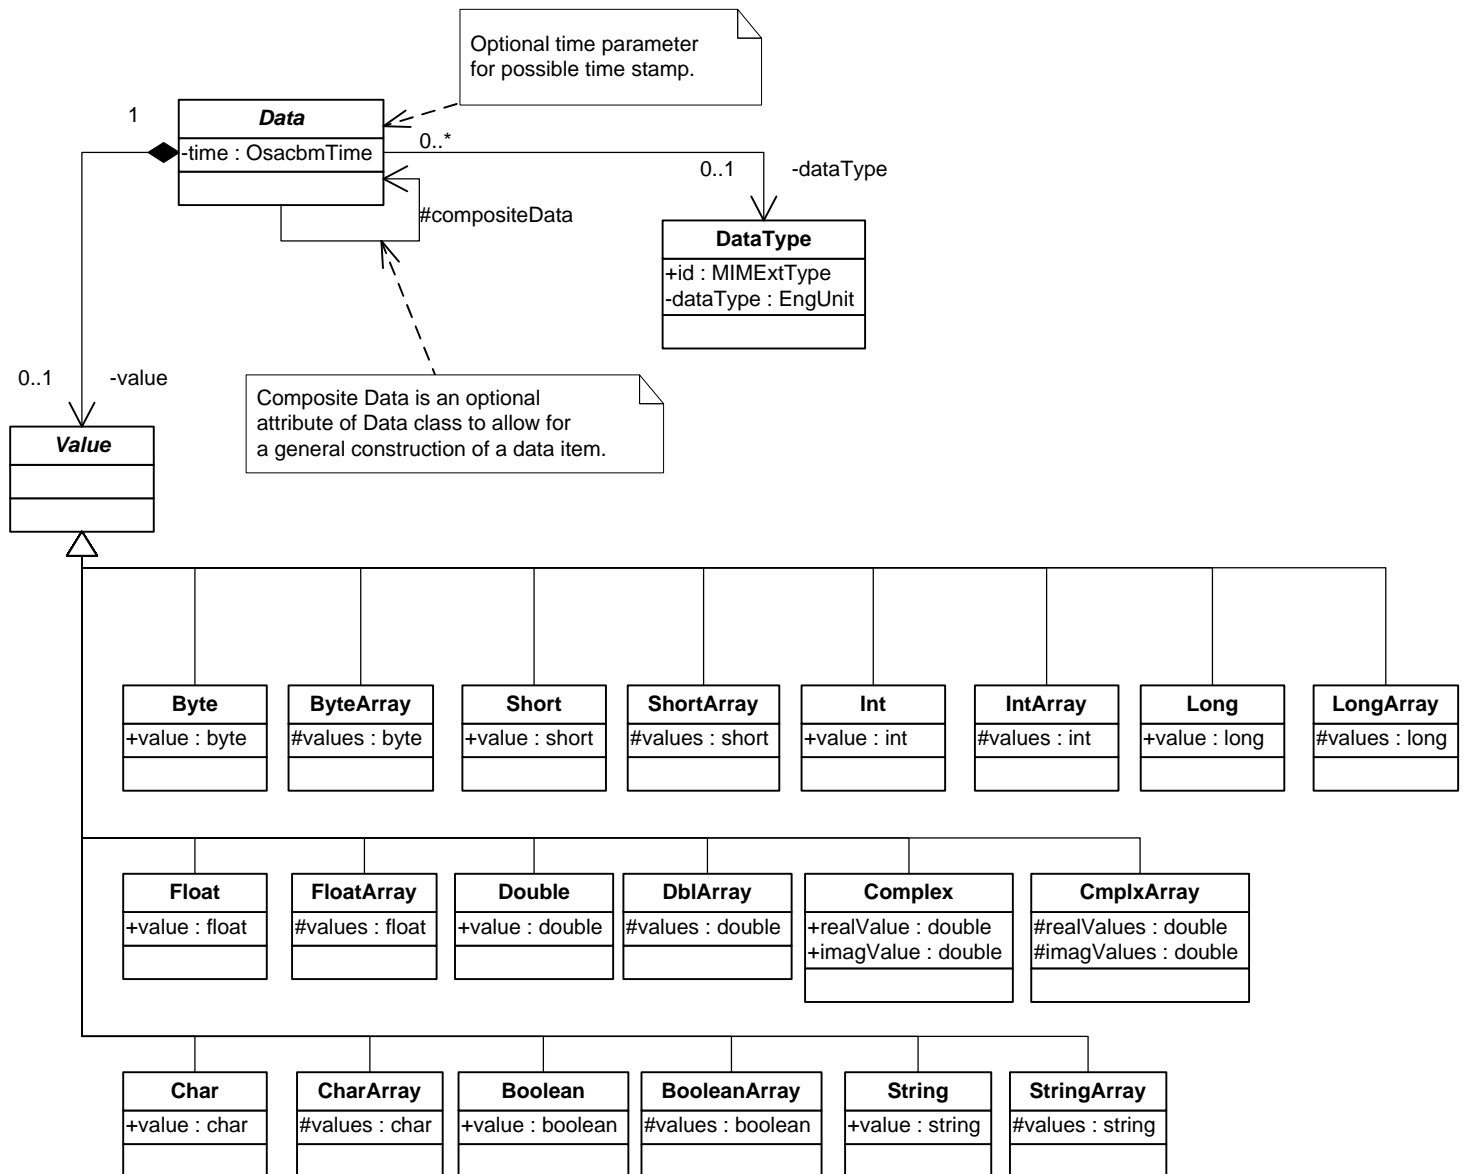 Optional time parameter
for possible time stamp.
1
Data
-time : OsacbmTime
0..*
0..1
-dataType
#compositeData
DataType
+id : MIMExtType
-dataType : EngUnit
0..1
-value
Composite Data is an optional
attribute of Data class to allow for
a general construction of a data item.
Value
Byte
+value : byte
ByteArray
#values : byte
Short
+value : short
ShortArray
#values : short
Int
+value : int
IntArray
#values : int
Long
+value : long
LongArray
#values : long
Float
+value : float
FloatArray
#values : float
Double
+value : double
DblArray
#values : double
Complex
+realValue : double
+imagValue : double
CmplxArray
#realValues : double
#imagValues : double
Char
+value : char
CharArray
#values : char
Boolean
+value : boolean
BooleanArray
#values : boolean
String
+value : string
StringArray
#values : string